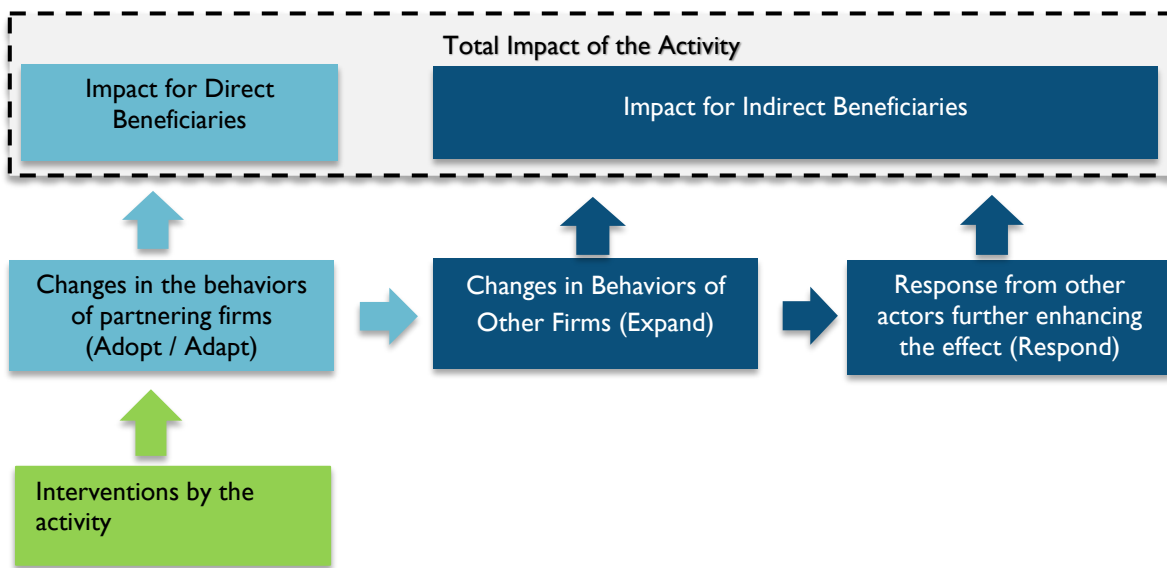 Total Impact of the Activity
Impact for Direct
Beneficiaries
Impact for Indirect Beneficiaries
Changes in the behaviors
of partnering firms
(Adopt / Adapt)
Changes in Behaviors of
Other Firms (Expand)
Response from other
actors further enhancing
the effect (Respond)
Interventions by the
activity